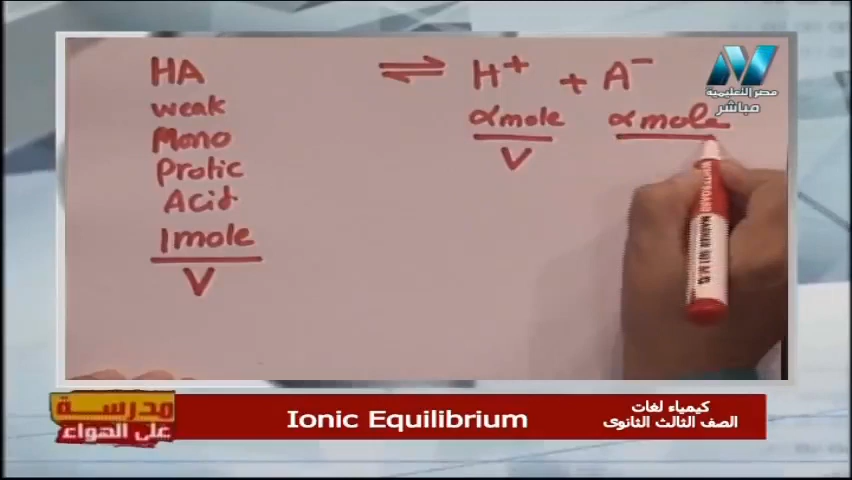 HA ⇌ H⁺ + A⁻
weak
Mono
Protic
Acid
1mole
V
αmole
V
αmole
مصر التعليمية
مباشر
مدرسة
على الهواء
Ionic Equilibrium
كيمياء لغات
الصف الثالث الثانوى
WHITEBOARD
MARKER